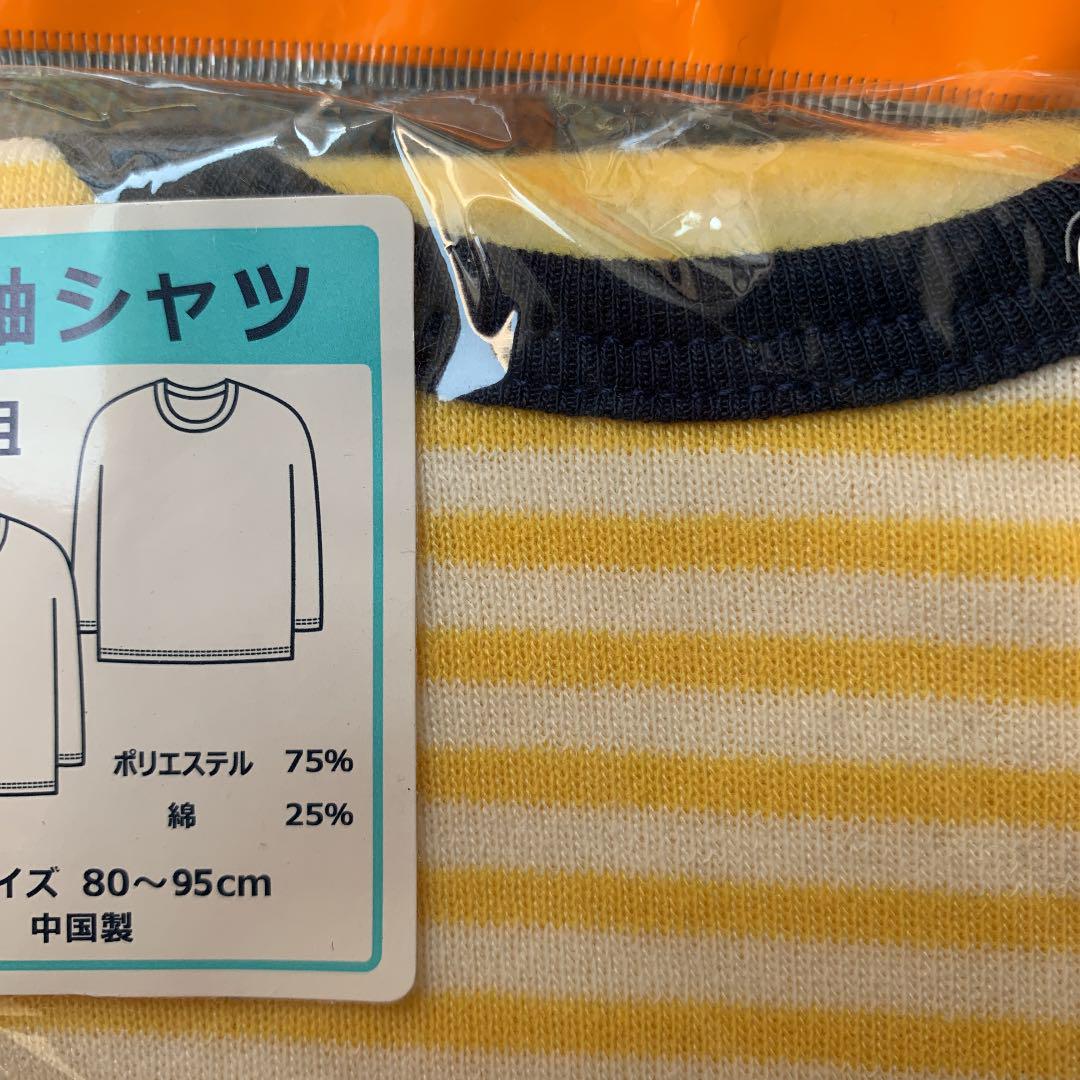 袖シャツ
組
ポリエステル 75%
綿 25%
イズ 80～95cm
中国製